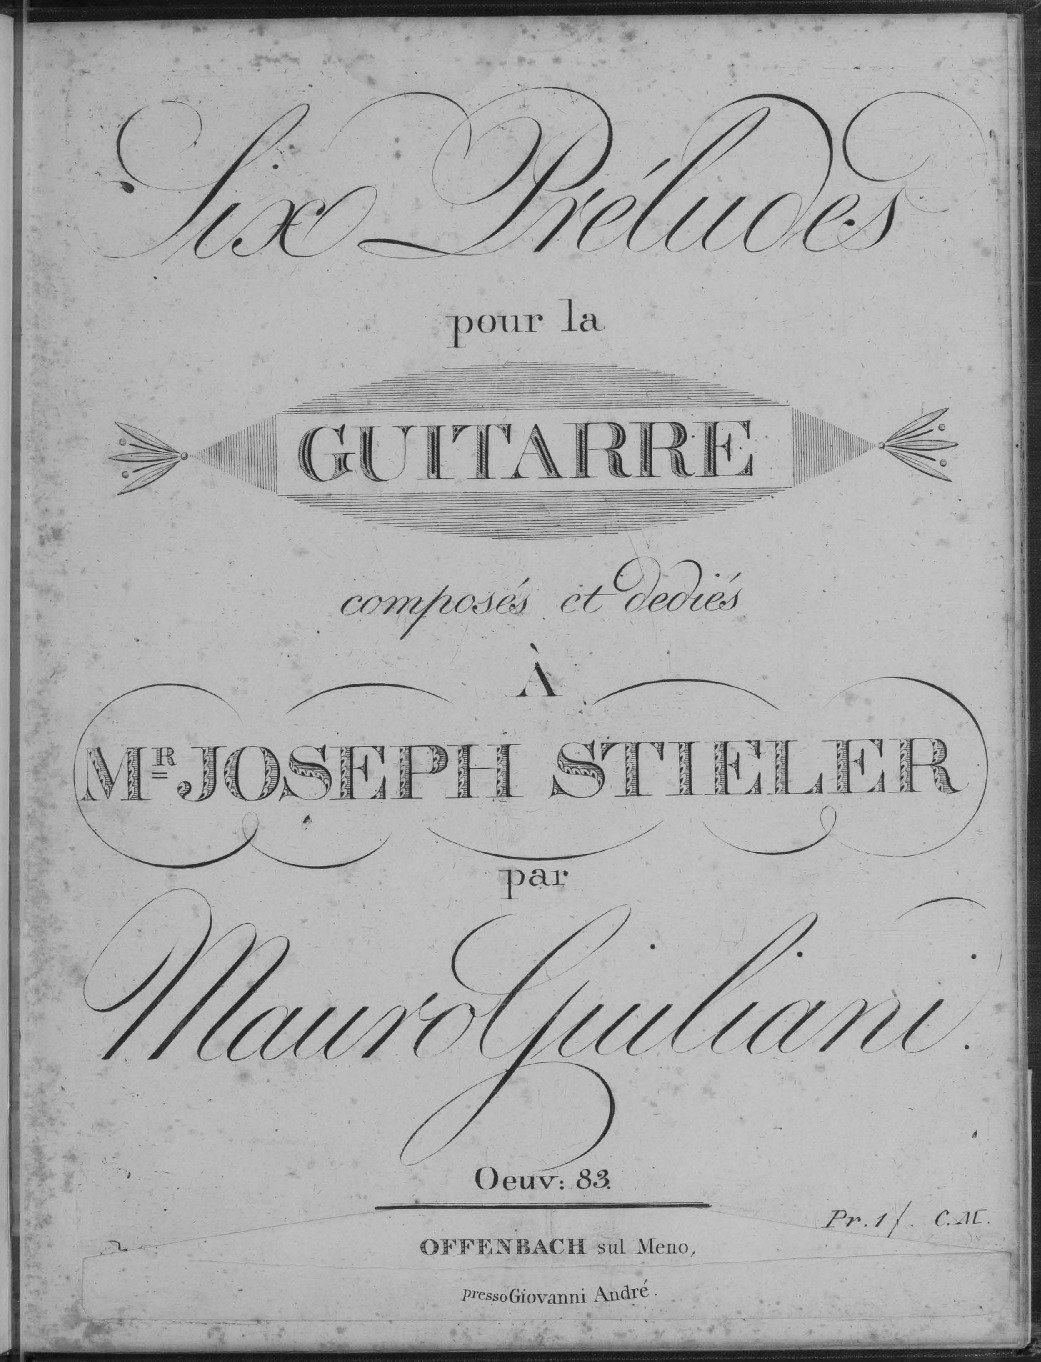 Six Préludes
pour la
GUITARRE
composés et dediés
À
MR JOSEPH STIELER
par
Mauro Giuliani.
Oeuv: 83.
Pr. 1f. C.M.
OFFENBACH sul Meno,
presso Giovanni André.